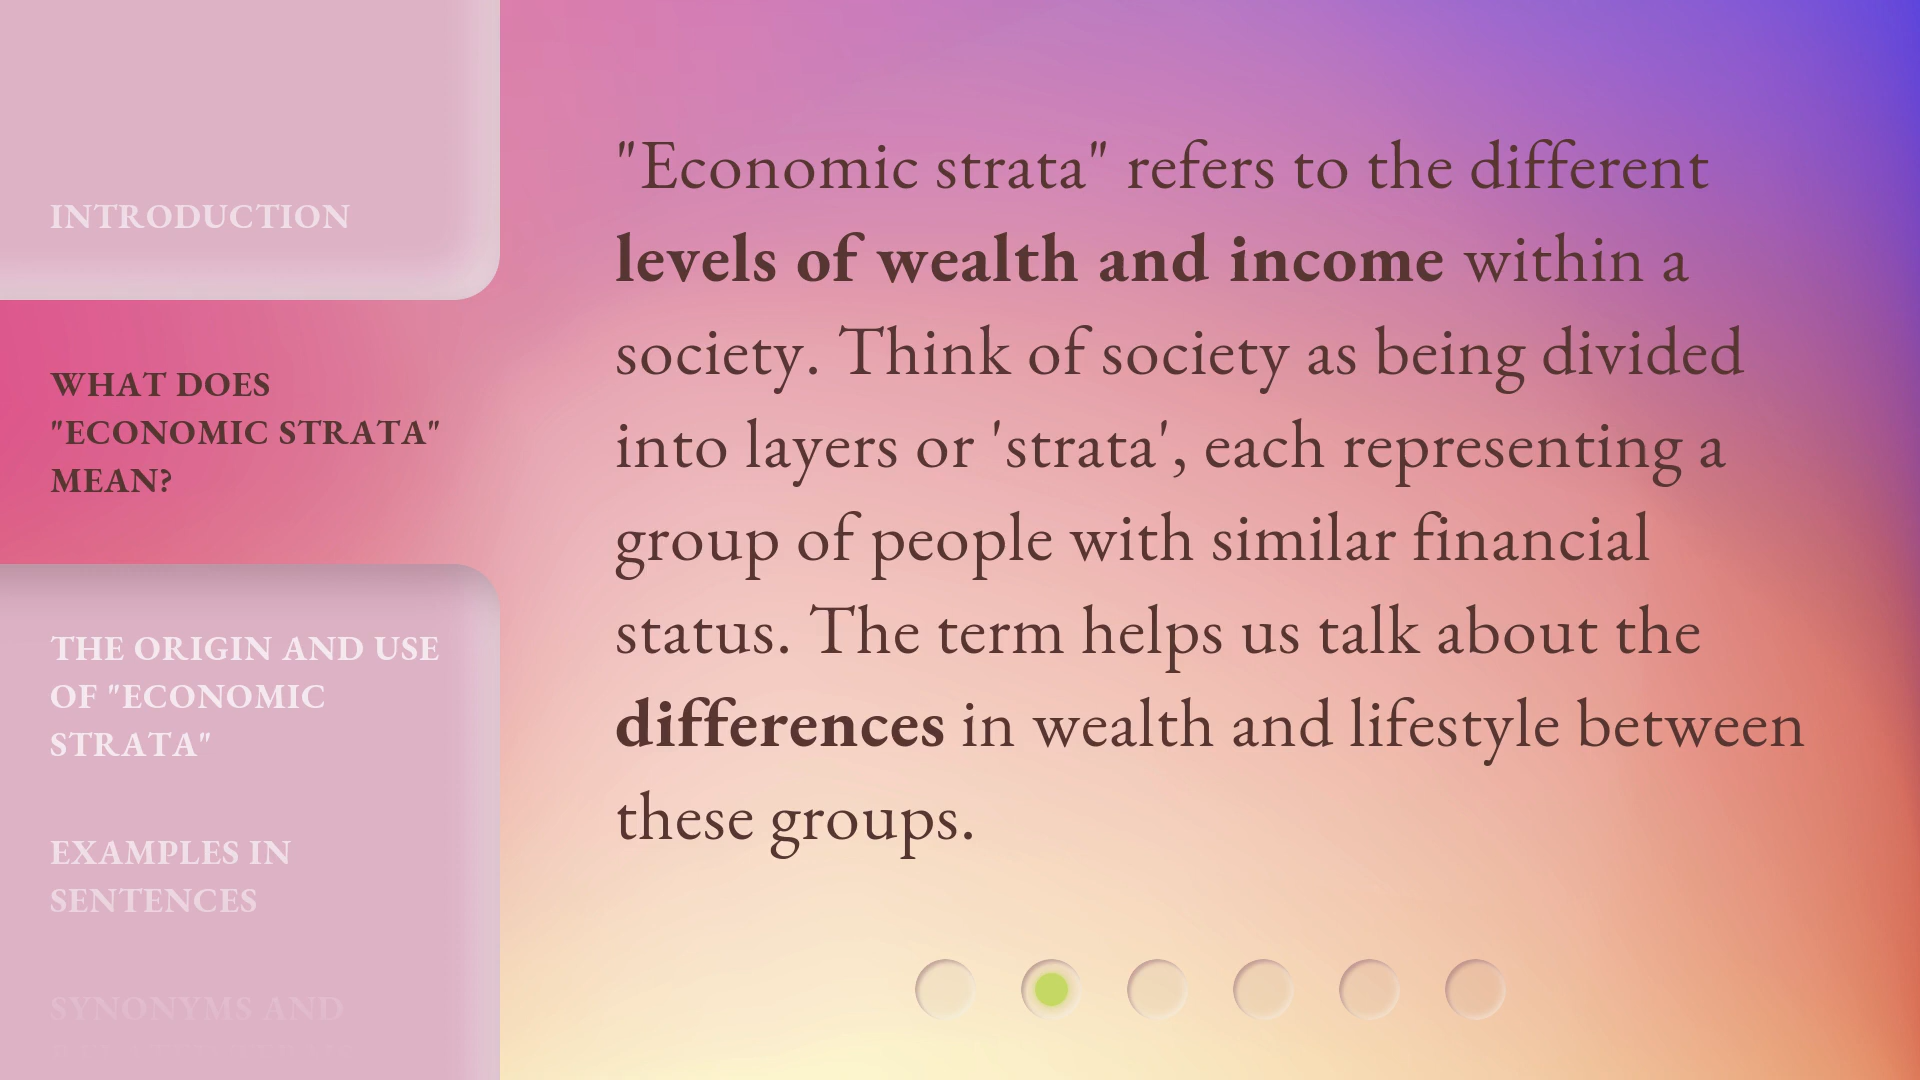 INTRODUCTION
WHAT DOES
"ECONOMIC STRATA"
MEAN?
THE ORIGIN AND USE
OF "ECONOMIC
STRATA"
EXAMPLES IN
SENTENCES
SYNONYMS AND
"Economic strata" refers to the different
levels of wealth and income within a
society. Think of society as being divided
into layers or 'strata', each representing a
group of people with similar financial
status. The term helps us talk about the
differences in wealth and lifestyle between
these groups.